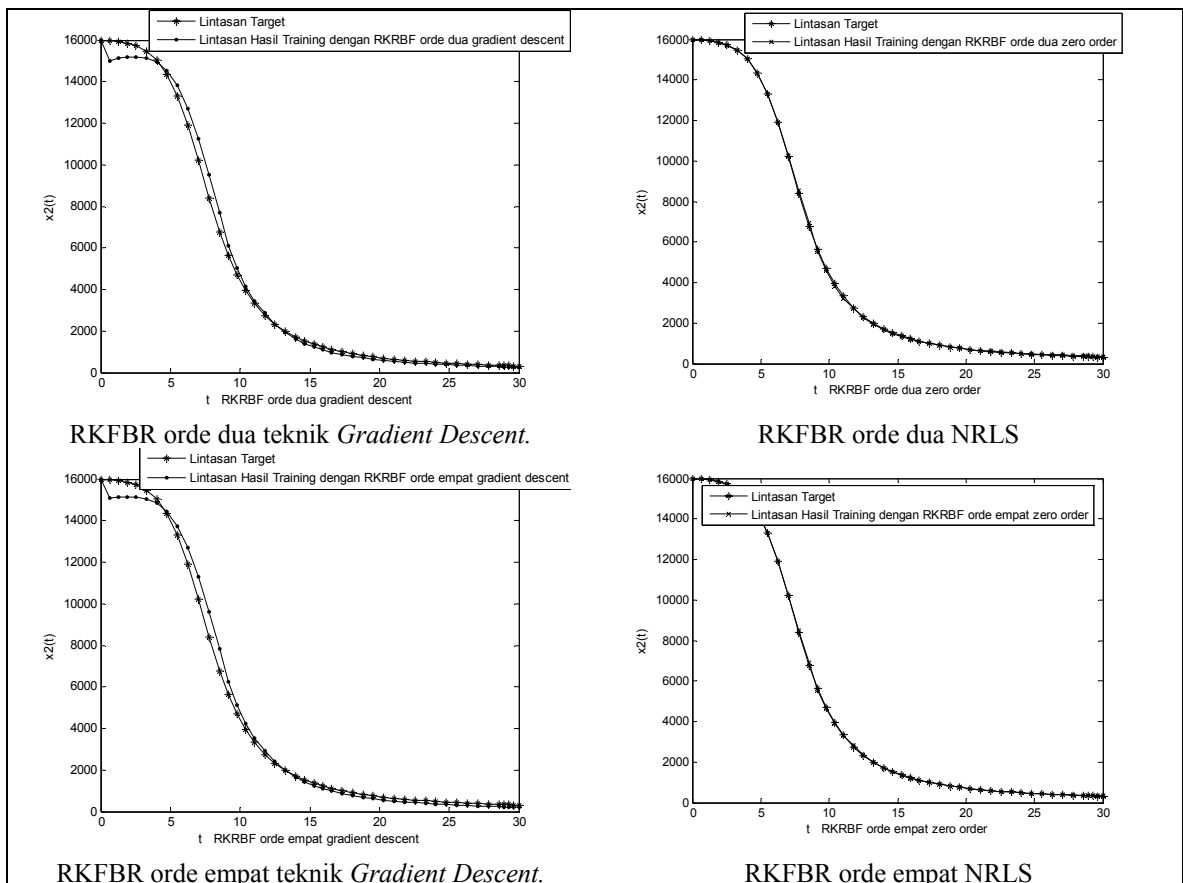 Lintasan Target
Lintasan Hasil Training dengan RKRBF orde dua gradient descent
16000
14000
12000
10000
8000
6000
4000
2000
0
x2(t)
0 5 10 15 20 25 30
t RKRBF orde dua gradient descent
RKFBR orde dua teknik Gradient Descent.
Lintasan Target
Lintasan Hasil Training dengan RKRBF orde dua zero order
16000
14000
12000
10000
8000
6000
4000
2000
0
x2(t)
0 5 10 15 20 25 30
t RKRBF orde dua zero order
RKFBR orde dua NRLS
Lintasan Target
Lintasan Hasil Training dengan RKRBF orde empat gradient descent
16000
14000
12000
10000
8000
6000
4000
2000
0
x2(t)
0 5 10 15 20 25 30
t RKRBF orde empat gradient descent
RKFBR orde empat teknik Gradient Descent.
Lintasan Target
Lintasan Hasil Training dengan RKRBF orde empat zero order
16000
14000
12000
10000
8000
6000
4000
2000
0
x2(t)
0 5 10 15 20 25 30
t RKRBF orde empat zero order
RKFBR orde empat NRLS